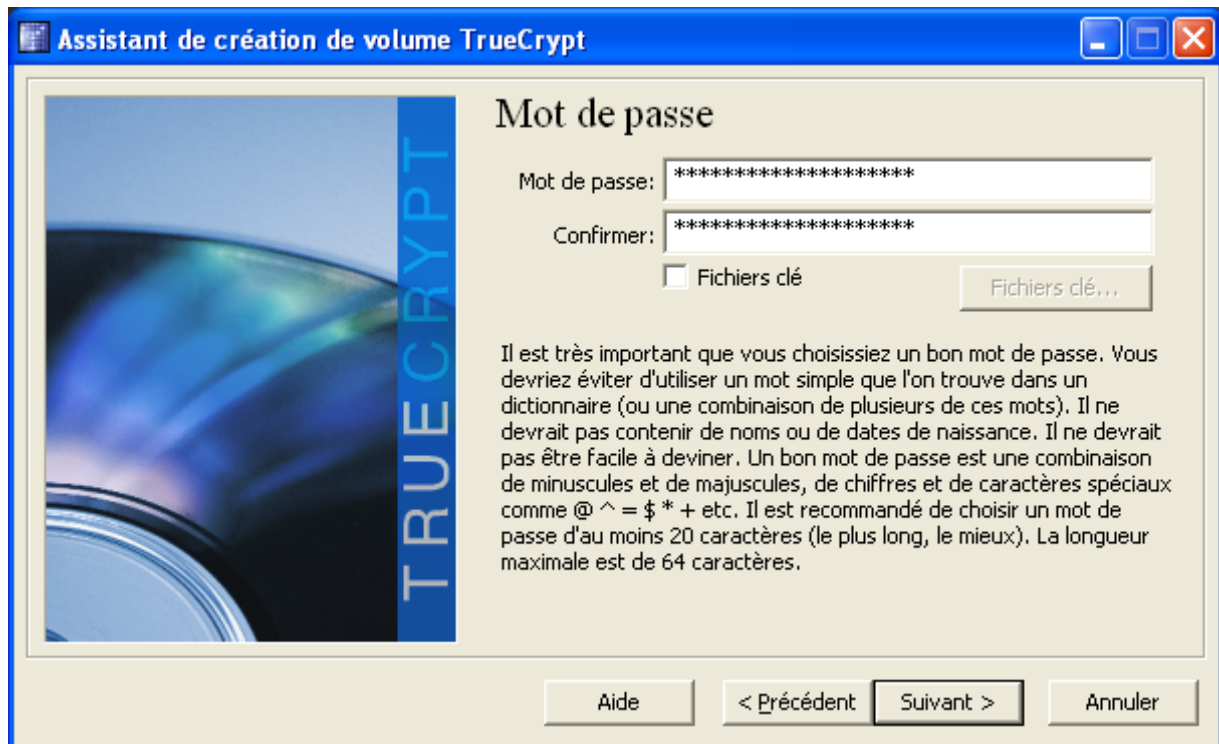 Assistant de création de volume TrueCrypt
TRUECRYPT
Mot de passe
Mot de passe: ********************
Confirmer: ********************
Fichiers clé
Fichiers clé...
Il est très important que vous choisissiez un bon mot de passe. Vous
devriez éviter d'utiliser un mot simple que l'on trouve dans un
dictionnaire (ou une combinaison de plusieurs de ces mots). Il ne
devrait pas contenir de noms ou de dates de naissance. Il ne devrait
pas être facile à deviner. Un bon mot de passe est une combinaison
de minuscules et de majuscules, de chiffres et de caractères spéciaux
comme @ ^ = $ * + etc. Il est recommandé de choisir un mot de
passe d'au moins 20 caractères (le plus long, le mieux). La longueur
maximale est de 64 caractères.
Aide
< Précédent
Suivant >
Annuler